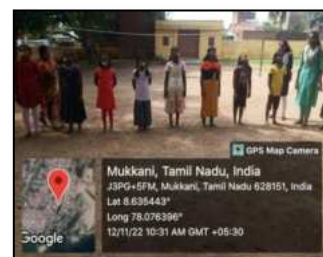 GPS Map Camera
Mukkani, Tamil Nadu, India
J3PG+5FM, Mukkani, Tamil Nadu 628151, India
Lat 8.635443°
Long 78.076396°
12/11/22 10:31 AM GMT +05:30
Google